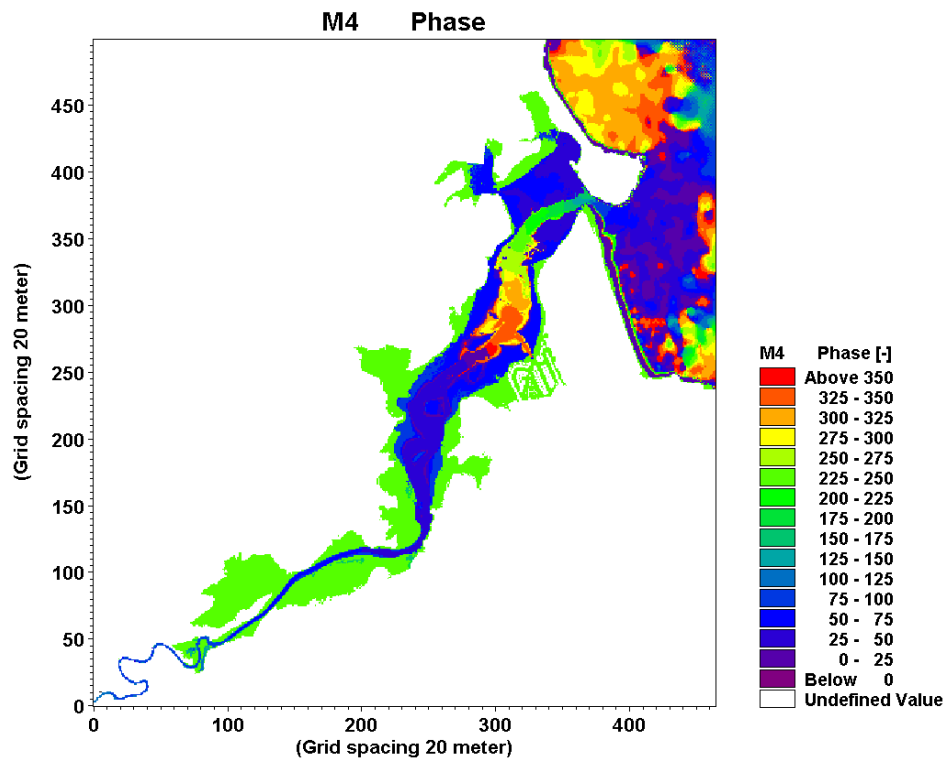 M4 Phase
450
400
350
300
250
200
150
100
50
0
(Grid spacing 20 meter)
0 100 200 300 400
(Grid spacing 20 meter)
M4 Phase [-]
Above 350
325 - 350
300 - 325
275 - 300
250 - 275
225 - 250
200 - 225
175 - 200
150 - 175
125 - 150
100 - 125
75 - 100
50 - 75
25 - 50
0 - 25
Below 0
Undefined Value